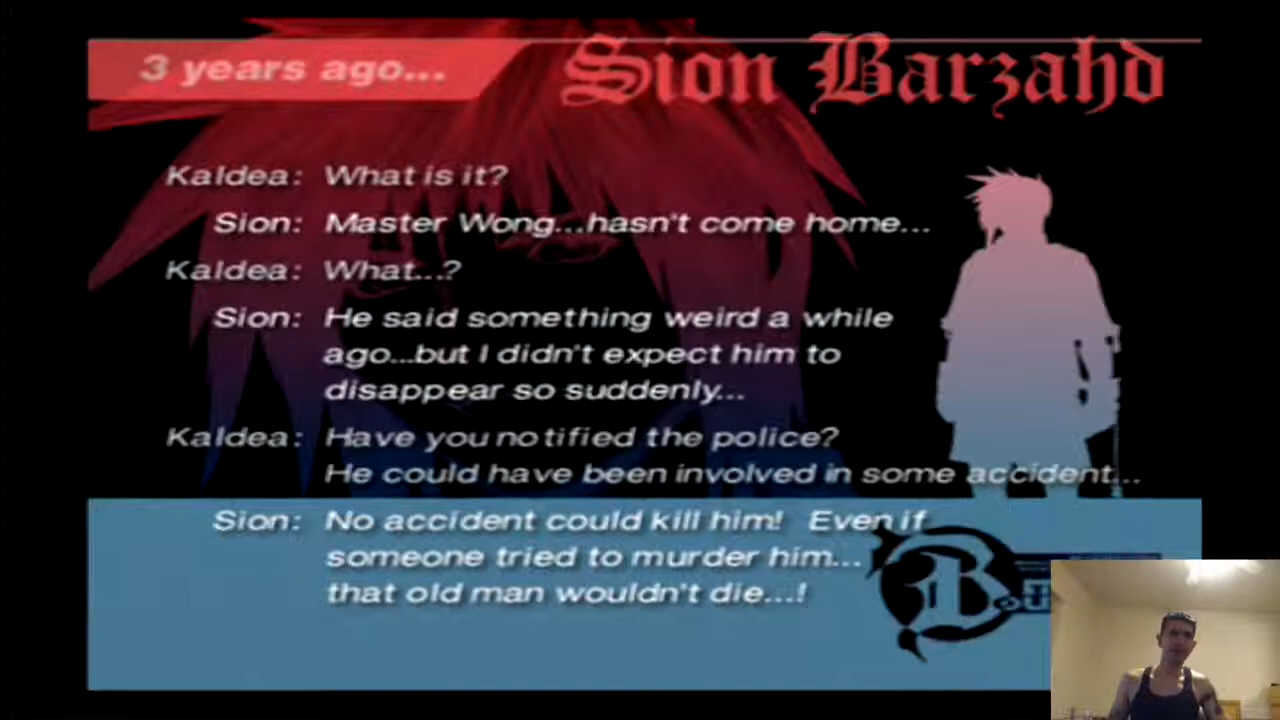 3 years ago...
Sion Barzahd
Kaldea: What is it?
Sion: Master Wong...hasn't come home...
Kaldea: What...?
Sion: He said something weird a while
ago...but I didn't expect him to
disappear so suddenly...
Kaldea: Have you notified the police?
He could have been involved in some accident...
Sion: No accident could kill him! Even if
someone tried to murder him...
that old man wouldn't die...!